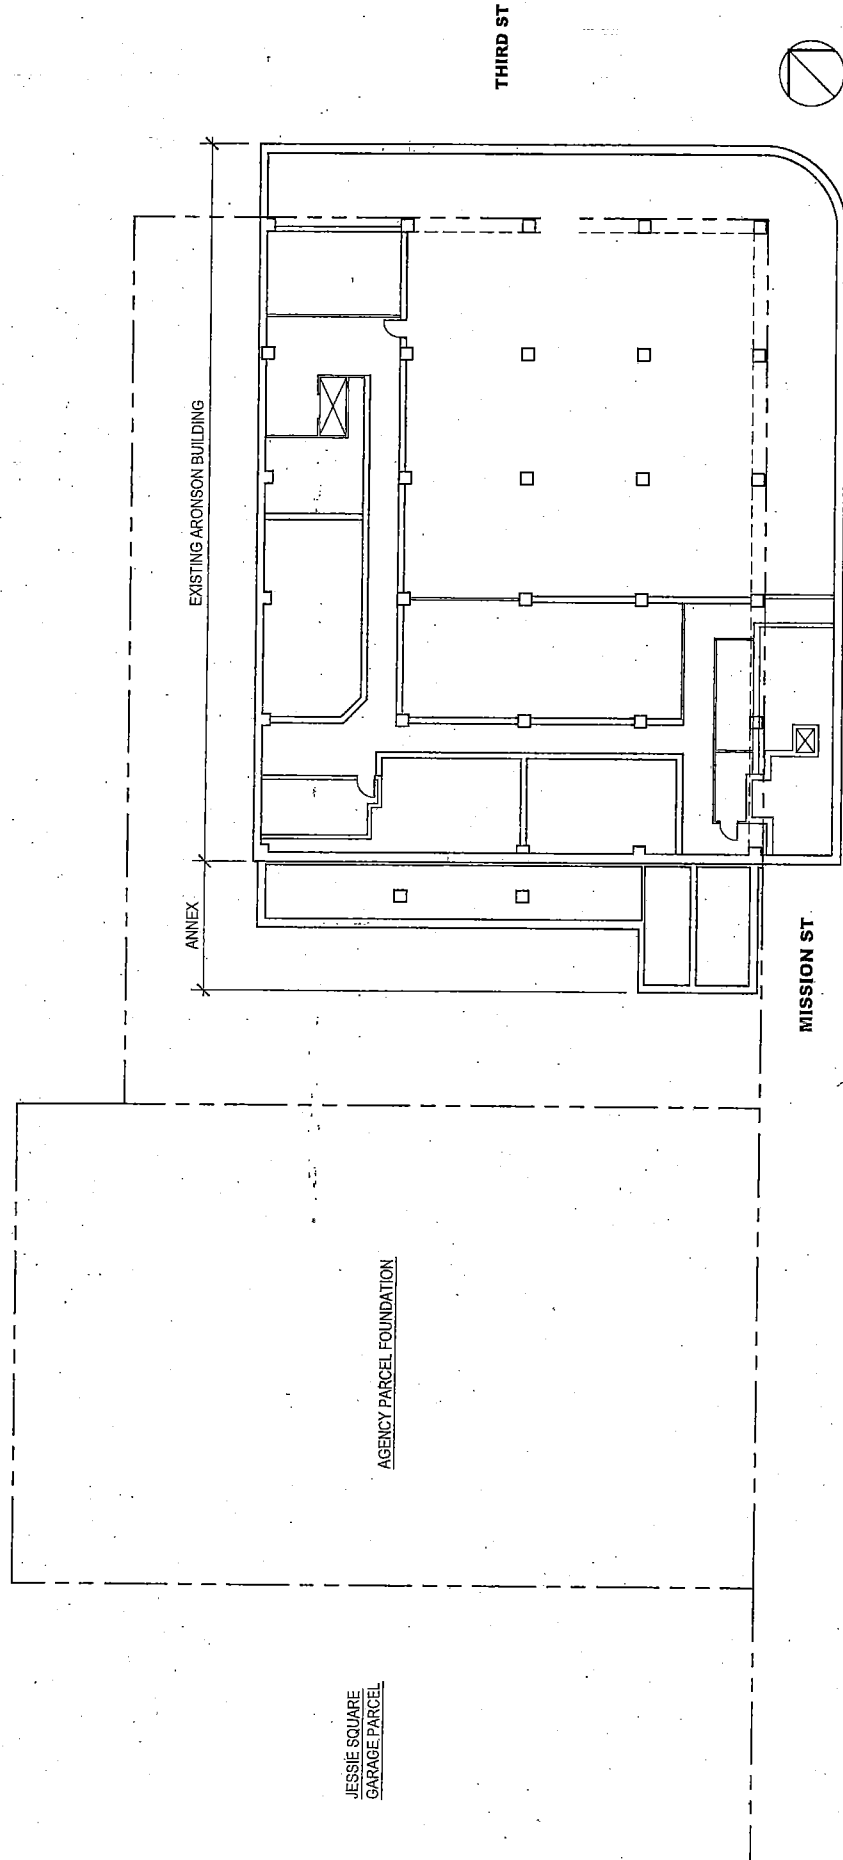 THIRD ST
EXISTING ARONSON BUILDING
ANNEX
MISSION ST
AGENCY PARCEL FOUNDATION
JESSIE SQUARE
GARAGE PARCEL